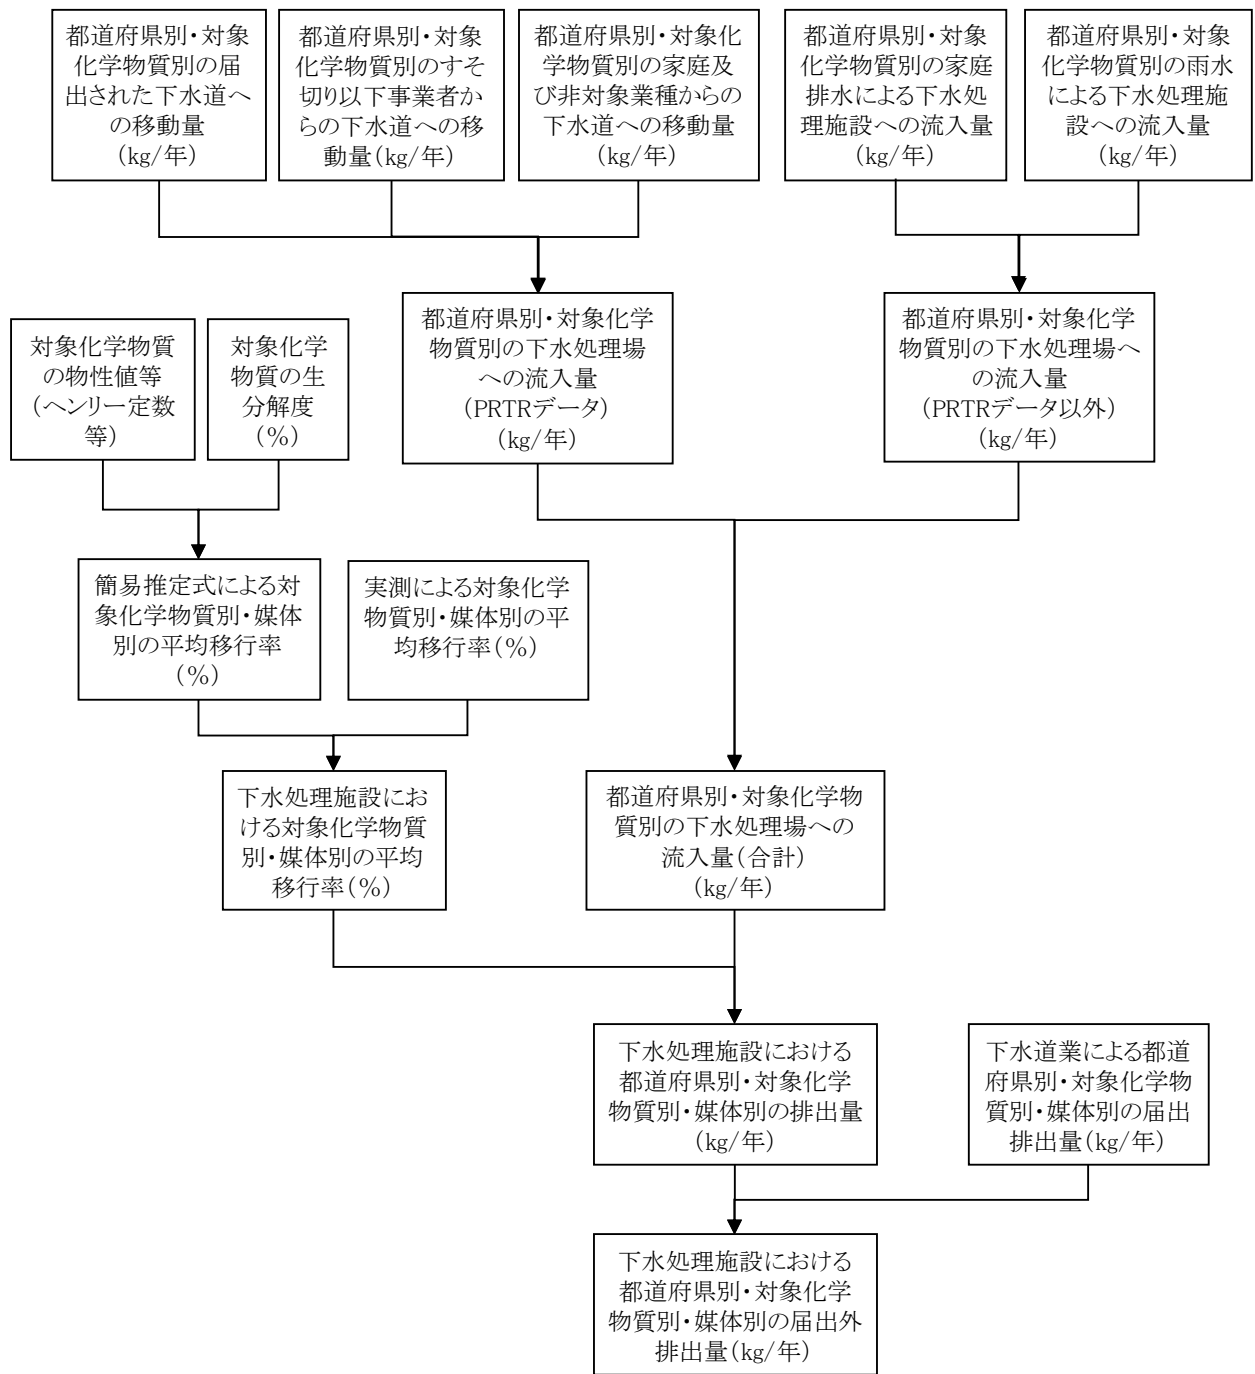 都道府県別・対象
化学物質別の届
出された下水道へ
の移動量
(kg/年)
都道府県別・対象
化学物質別のすそ
切り以下事業者か
らの下水道への移
動量(kg/年)
都道府県別・対象化
学物質別の家庭及
び非対象業種からの
下水道への移動量
(kg/年)
都道府県別・対象
化学物質別の家庭
排水による下水処
理施設への流入量
(kg/年)
都道府県別・対象
化学物質別の雨水
による下水処理施
設への流入量
(kg/年)
対象化学物質
の物性値等
(ヘンリー定数
等)
対象化学
物質の生
分解度
(%)
都道府県別・対象化学
物質別の下水処理場
への流入量
(PRTRデータ)
(kg/年)
都道府県別・対象化学
物質別の下水処理場へ
の流入量
(PRTRデータ以外)
(kg/年)
簡易推定式による対
象化学物質別・媒体
別の平均移行率
(%)
実測による対象化学
物質別・媒体別の平
均移行率(%)
下水処理施設にお
ける対象化学物質
別・媒体別の平均
移行率(%)
都道府県別・対象化学物
質別の下水処理場への
流入量(合計)
(kg/年)
下水処理施設における
都道府県別・対象化学
物質別・媒体別の排出量
(kg/年)
下水道業による都道
府県別・対象化学物
質別・媒体別の届出
排出量(kg/年)
下水処理施設における
都道府県別・対象化学
物質別・媒体別の届出外
排出量(kg/年)